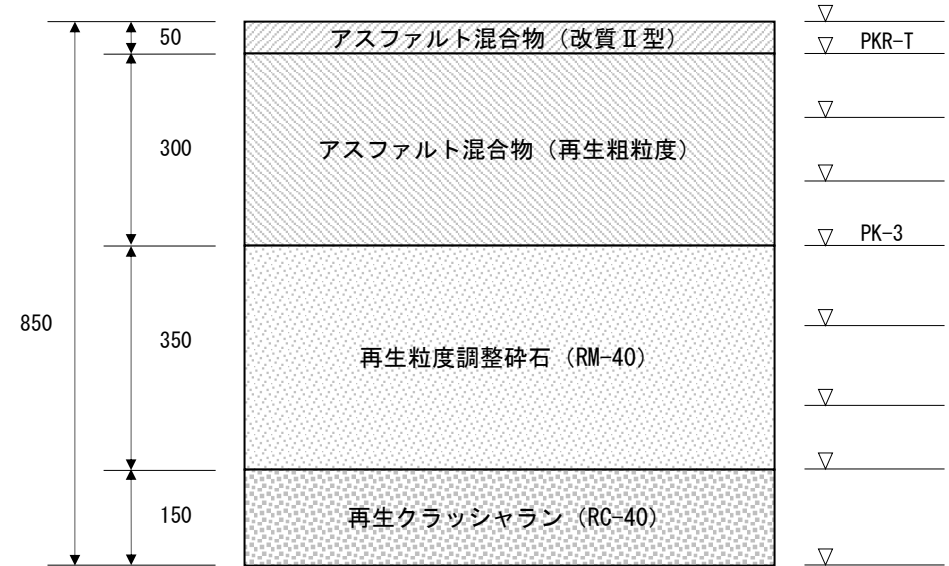 50
アスファルト混合物（改質Ⅱ型）
PKR-T
300
アスファルト混合物（再生粗粒度）
PK-3
850
350
再生粒度調整砕石（RM-40）
150
再生クラッシャラン（RC-40）